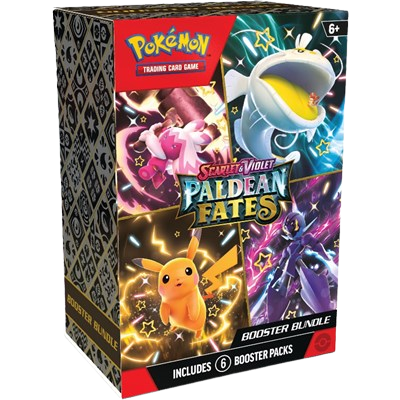 Pokémon
TRADING CARD GAME
6+
SCARLET & VIOLET
PALDEAN
FATES
BOOSTER BUNDLE
BOOSTER BUNDLE
INCLUDES 6 BOOSTER PACKS